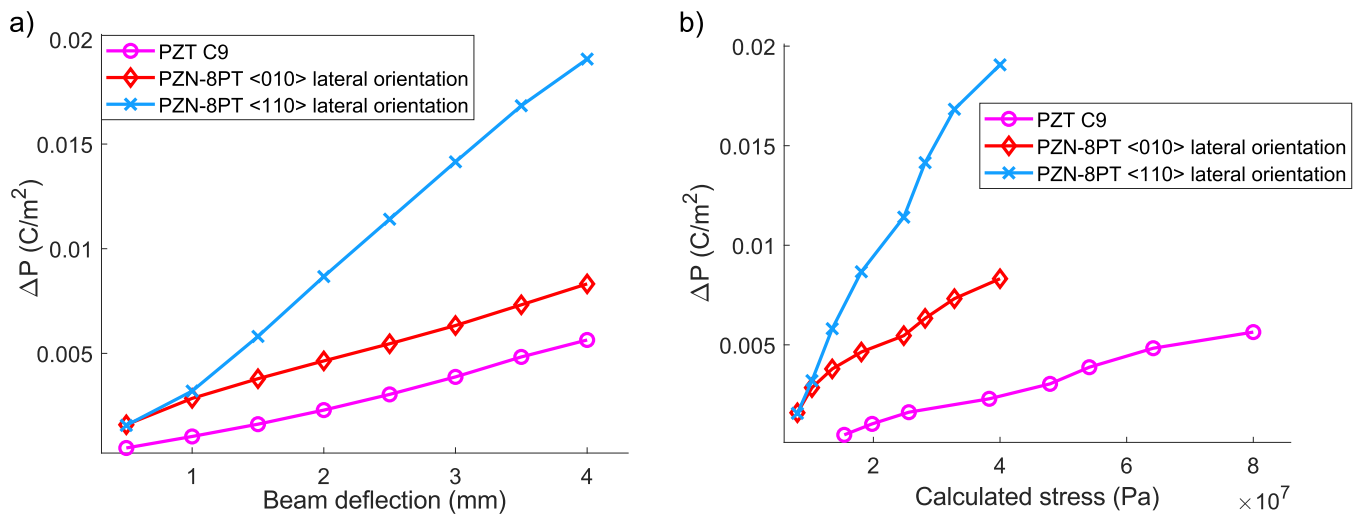 a)
PZT C9
PZN-8PT <010> lateral orientation
PZN-8PT <110> lateral orientation
0.02
0.015
0.01
0.005
ΔP (C/m²)
1
2
3
4
Beam deflection (mm)
b)
PZT C9
PZN-8PT <010> lateral orientation
PZN-8PT <110> lateral orientation
0.02
0.015
0.01
0.005
ΔP (C/m²)
2
4
6
8
Calculated stress (Pa)
×10⁷